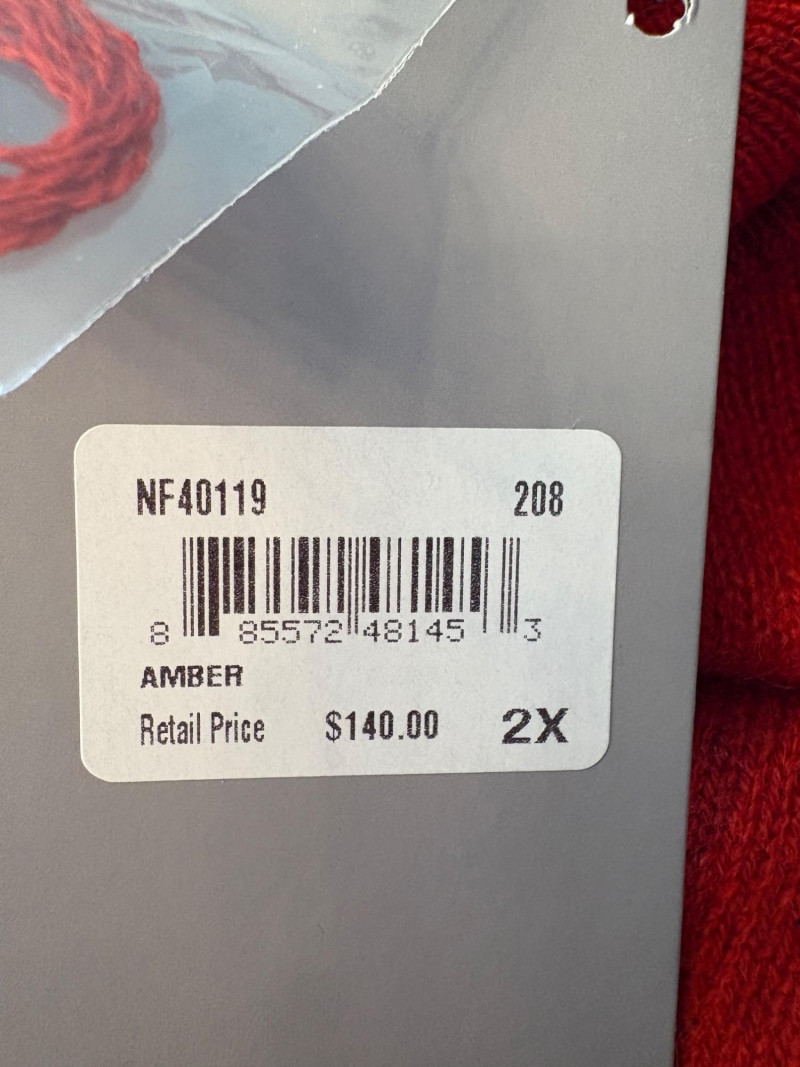 NF40119 208
8 85572 48145 3
AMBER
Retail Price $140.00 2X